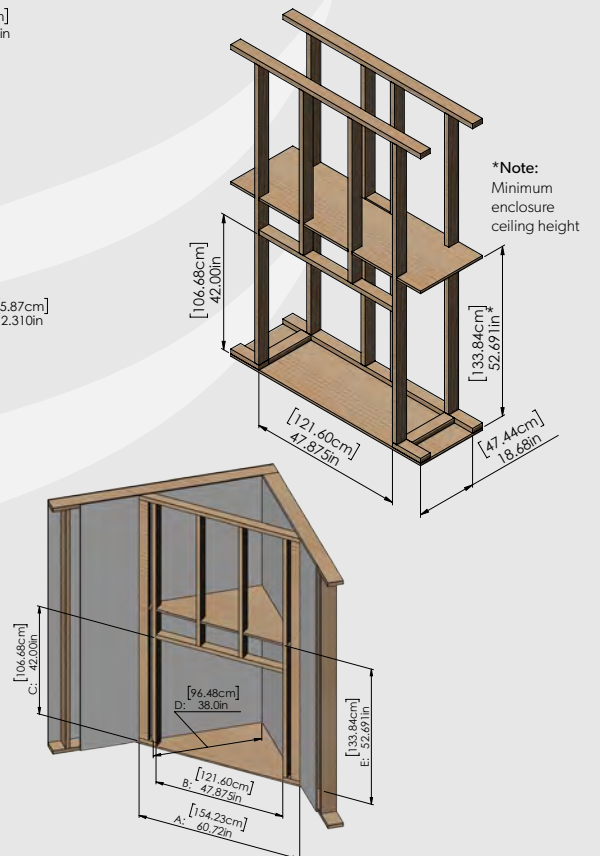 ]
in
*Note:
Minimum
enclosure
ceiling height
[106.68cm]
42.00in
5.87cm]
2.310in
[133.84cm]
52.691in*
[121.60cm]
47.875in
[47.44cm]
18.68in
[106.68cm]
C: 42.00in
[96.48cm]
D: 38.0in
[133.84cm]
E: 52.691in
[121.60cm]
B: 47.875in
[154.23cm]
A: 60.72in